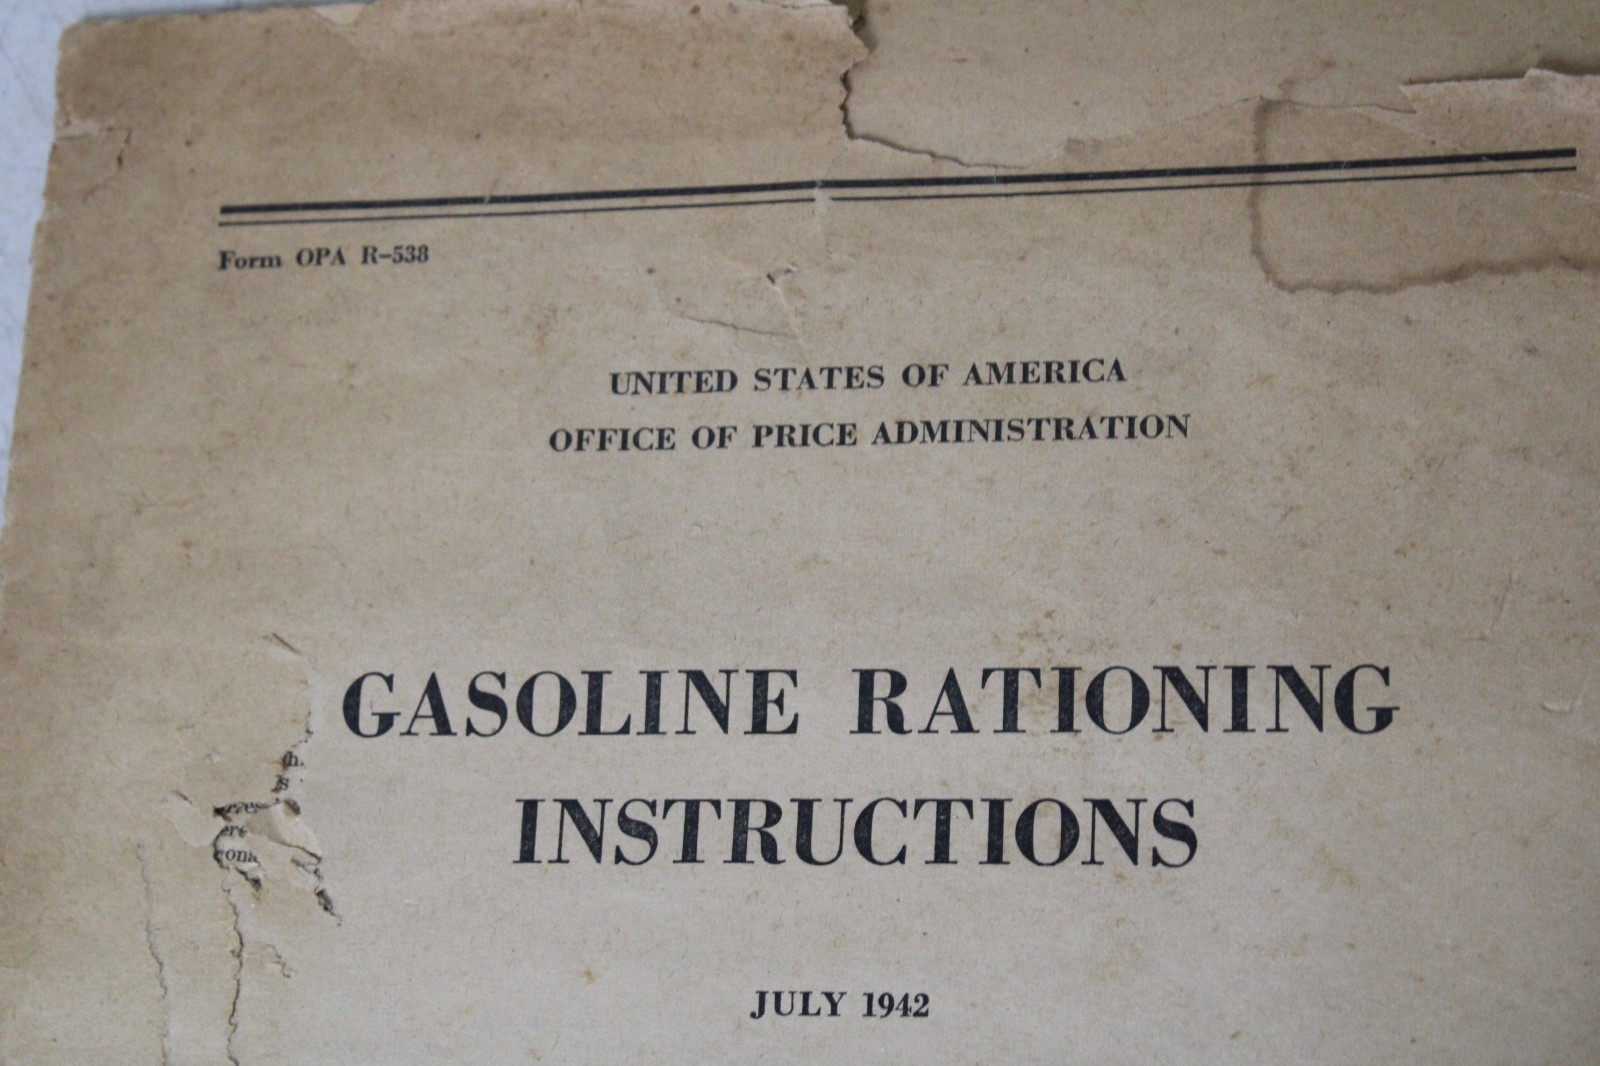 Form OPA R-538
UNITED STATES OF AMERICA
OFFICE OF PRICE ADMINISTRATION
GASOLINE RATIONING
INSTRUCTIONS
JULY 1942